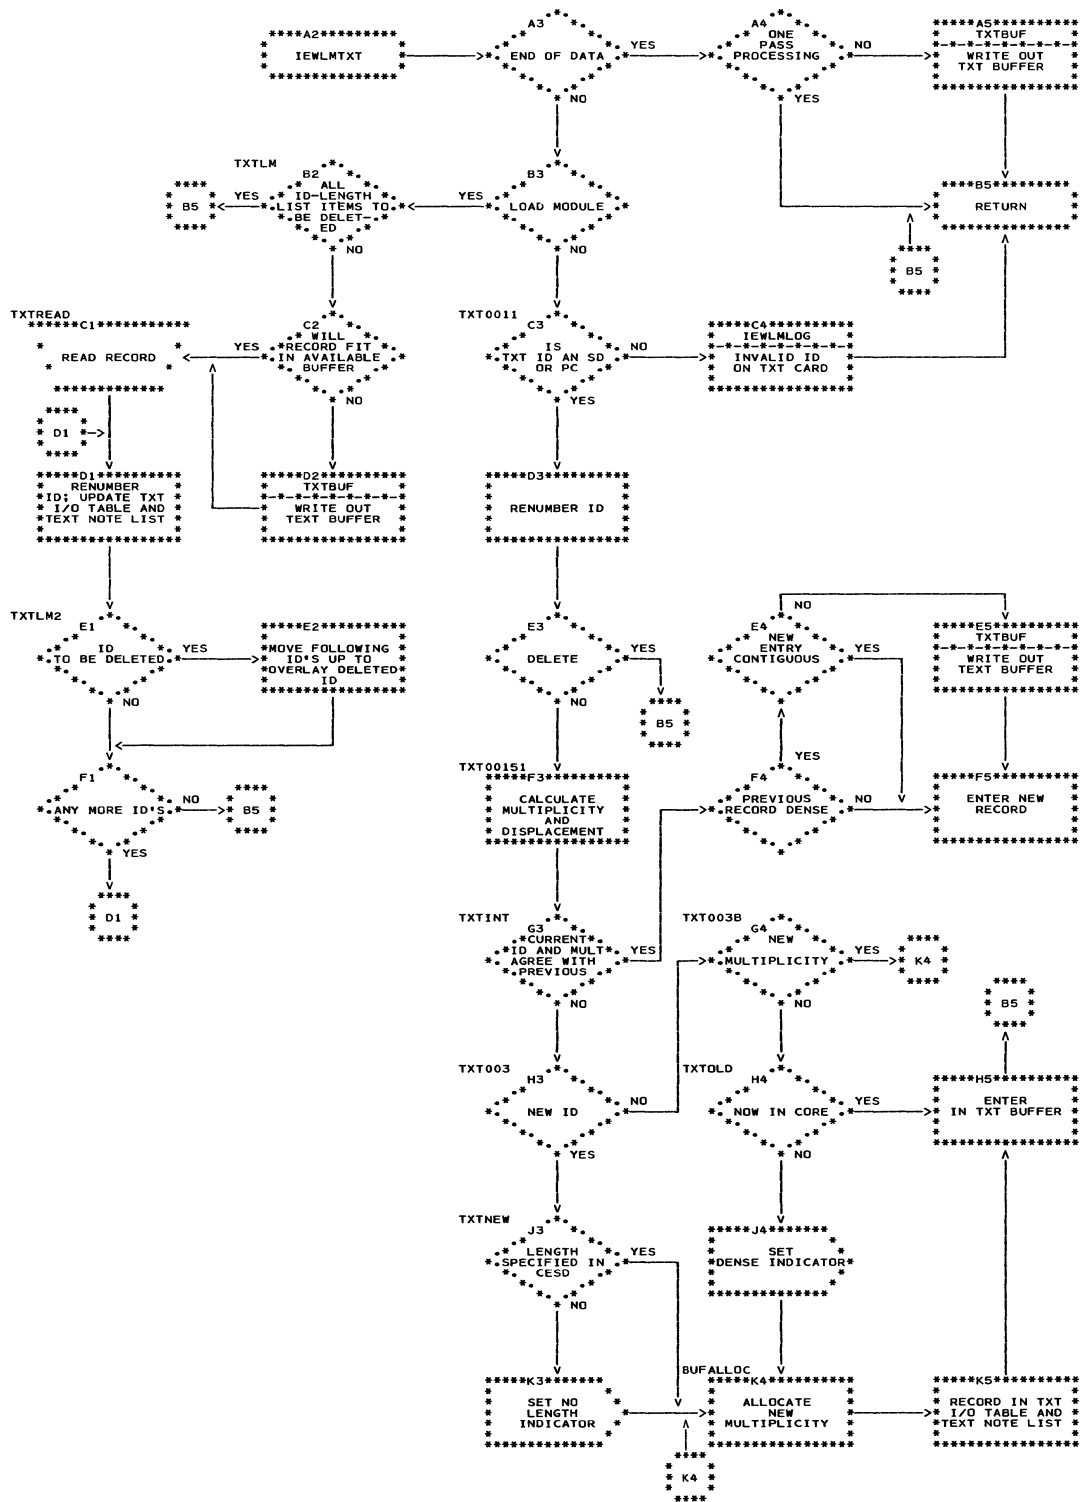 A2
IEWLMTXT
A3
END OF DATA
YES
NO
A4
ONE
PASS
PROCESSING
NO
YES
A5
TXTBUF
WRITE OUT
TXT BUFFER
TXTLM
B2
ALL
ID-LENGTH
LIST ITEMS TO
BE DELET-
ED
YES
NO
B5
B3
LOAD MODULE
YES
NO
B5
RETURN
B5
TXTREAD
C1
READ RECORD
C2
WILL
RECORD FIT
IN AVAILABLE
BUFFER
YES
NO
TXT0011
C3
IS
TXT ID AN SD
OR PC
NO
YES
C4
IEWLMLOG
INVALID ID
ON TXT CARD
D1
D1
RENUMBER
ID; UPDATE TXT
I/O TABLE AND
TEXT NOTE LIST
D2
TXTBUF
WRITE OUT
TEXT BUFFER
D3
RENUMBER ID
TXTLM2
E1
ID
TO BE DELETED
YES
NO
E2
MOVE FOLLOWING
ID'S UP TO
OVERLAY DELETED
ID
E3
DELETE
YES
NO
B5
E4
NEW
ENTRY
CONTIGUOUS
NO
YES
E5
TXTBUF
WRITE OUT
TEXT BUFFER
F1
ANY MORE ID'S
NO
YES
B5
D1
TXT00151
F3
CALCULATE
MULTIPLICITY
AND
DISPLACEMENT
F4
PREVIOUS
RECORD DENSE
YES
NO
F5
ENTER NEW
RECORD
TXTINT
G3
CURRENT
ID AND MULT
AGREE WITH
PREVIOUS
YES
NO
TXT003B
G4
NEW
MULTIPLICITY
YES
NO
K4
B5
TXT003
H3
NEW ID
NO
YES
TXTOLD
H4
NOW IN CORE
YES
NO
H5
ENTER
IN TXT BUFFER
TXTNEW
J3
LENGTH
SPECIFIED IN
CESD
YES
NO
J4
SET
DENSE INDICATOR
K3
SET NO
LENGTH
INDICATOR
BUFALLOC
K4
ALLOCATE
NEW
MULTIPLICITY
K5
RECORD IN TXT
I/O TABLE AND
TEXT NOTE LIST
K4